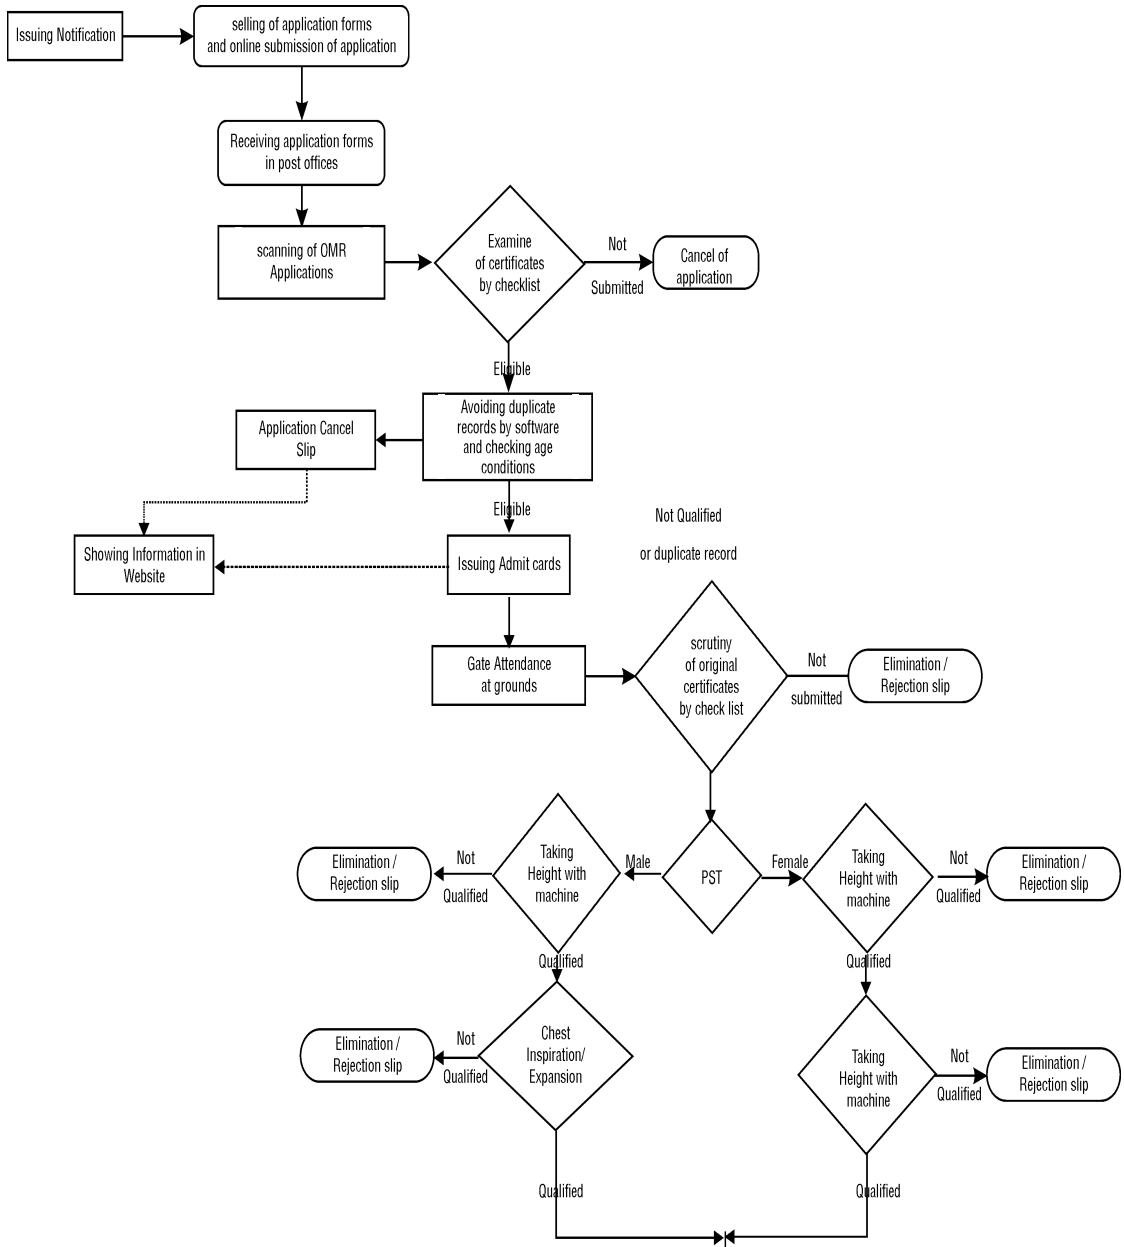 Issuing Notification
selling of application forms
and online submission of application
Receiving application forms
in post offices
scanning of OMR
Applications
Examine
of certificates
by checklist
Not
Submitted
Cancel of
application
Eligible
Avoiding duplicate
records by software
and checking age
conditions
Application Cancel
Slip
Eligible
Showing Information in
Website
Issuing Admit cards
Not Qualified
or duplicate record
Gate Attendance
at grounds
scrutiny
of original
certificates
by check list
Not
submitted
Elimination /
Rejection slip
Elimination /
Rejection slip
Not
Qualified
Taking
Height with
machine
Male
PST
Female
Taking
Height with
machine
Not
Qualified
Elimination /
Rejection slip
Qualified
Qualified
Elimination /
Rejection slip
Not
Qualified
Chest
Inspiration/
Expansion
Taking
Height with
machine
Not
Qualified
Elimination /
Rejection slip
Qualified
Qualified